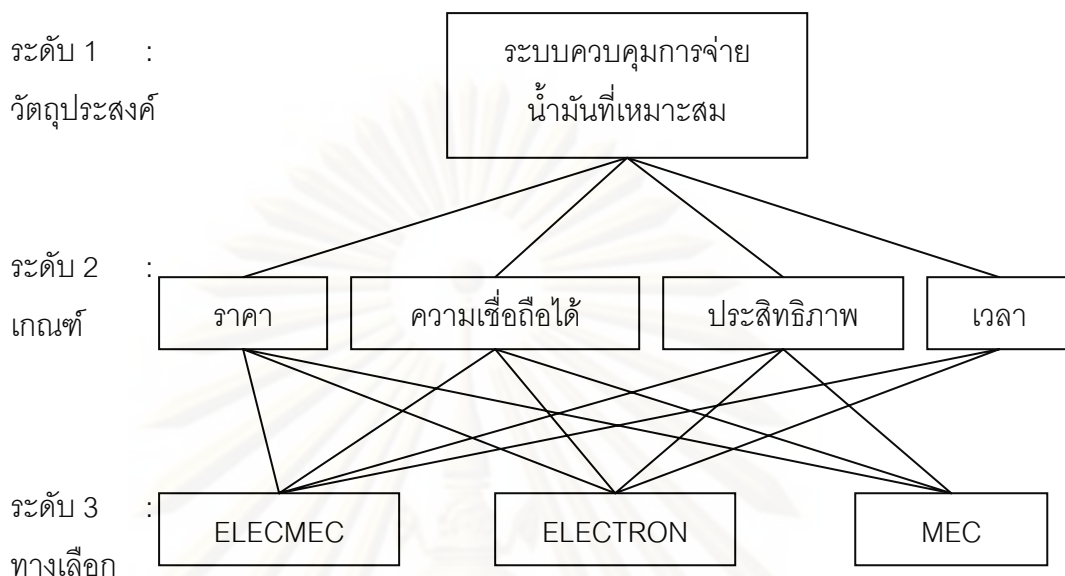 ระดับ 1 :
วัตถุประสงค์
ระบบควบคุมการจ่าย
น้ำมันที่เหมาะสม
ระดับ 2 :
เกณฑ์
ราคา
ความเชื่อถือได้
ประสิทธิภาพ
เวลา
ระดับ 3 :
ทางเลือก
ELECMEC
ELECTRON
MEC